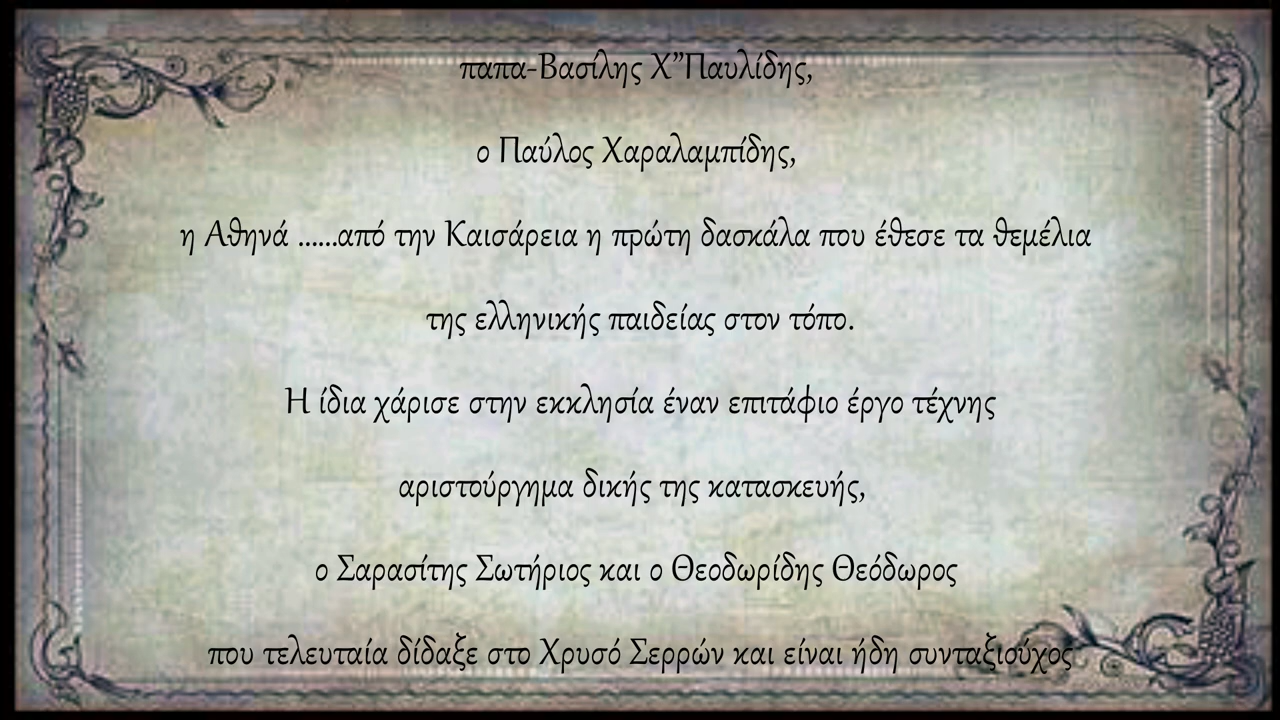 παπα-Βασίλης Χ”Παυλίδης,
ο Παύλος Χαραλαμπίδης,
η Αθηνά ......από την Καισάρεια η πρώτη δασκάλα που έθεσε τα θεμέλια
της ελληνικής παιδείας στον τόπο.
Η ίδια χάρισε στην εκκλησία έναν επιτάφιο έργο τέχνης
αριστούργημα δικής της κατασκευής,
ο Σαρασίτης Σωτήριος και ο Θεοδωρίδης Θεόδωρος
που τελευταία δίδαξε στο Χρυσό Σερρών και είναι ήδη συνταξιούχος